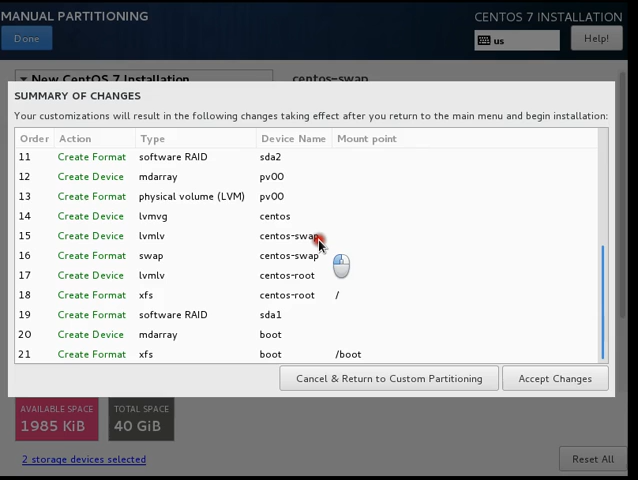 MANUAL PARTITIONING
CENTOS 7 INSTALLATION
Done
us
Help!
New CentOS 7 Installation
centos-swap
SUMMARY OF CHANGES
Your customizations will result in the following changes taking effect after you return to the main menu and begin installation:
Order Action Type Device Name Mount point
11 Create Format software RAID sda2
12 Create Device mdarray pv00
13 Create Format physical volume (LVM) pv00
14 Create Device lvmvg centos
15 Create Device lvmlv centos-swap
16 Create Format swap centos-swap
17 Create Device lvmlv centos-root
18 Create Format xfs centos-root /
19 Create Format software RAID sda1
20 Create Device mdarray boot
21 Create Format xfs boot /boot
Cancel & Return to Custom Partitioning
Accept Changes
AVAILABLE SPACE
1985 KiB
TOTAL SPACE
40 GiB
2 storage devices selected
Reset All